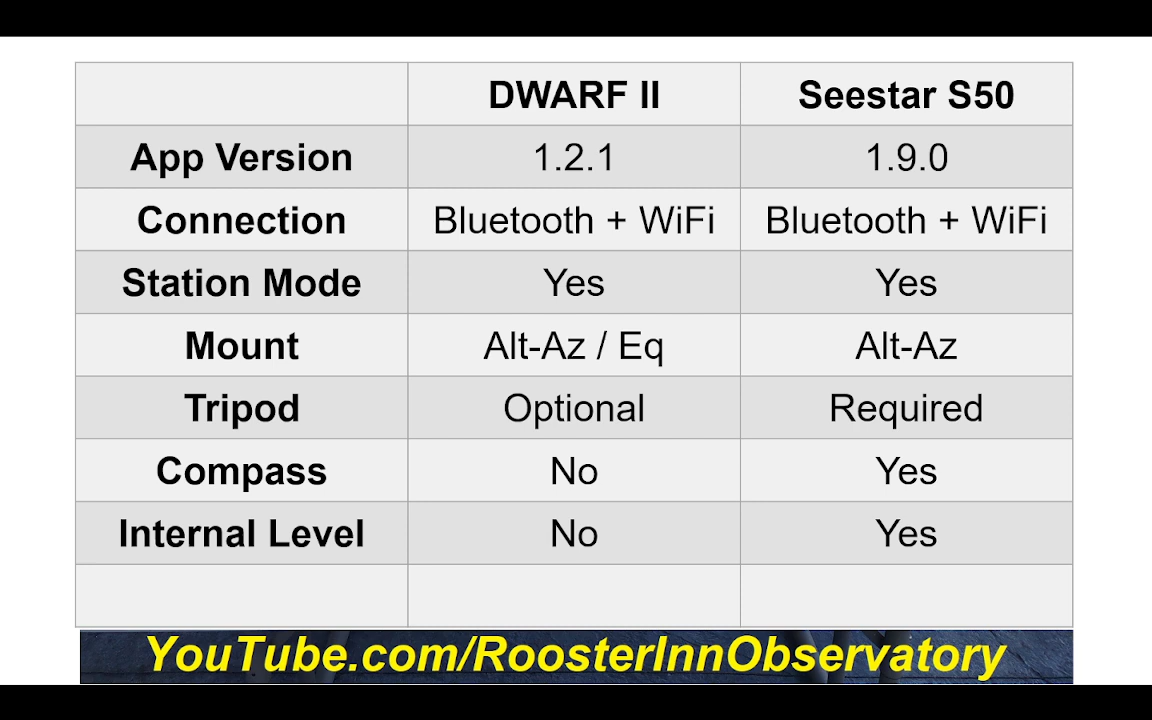 DWARF II Seestar S50
App Version 1.2.1 1.9.0
Connection Bluetooth + WiFi Bluetooth + WiFi
Station Mode Yes Yes
Mount Alt-Az / Eq Alt-Az
Tripod Optional Required
Compass No Yes
Internal Level No Yes
YouTube.com/RoosterInnObservatory